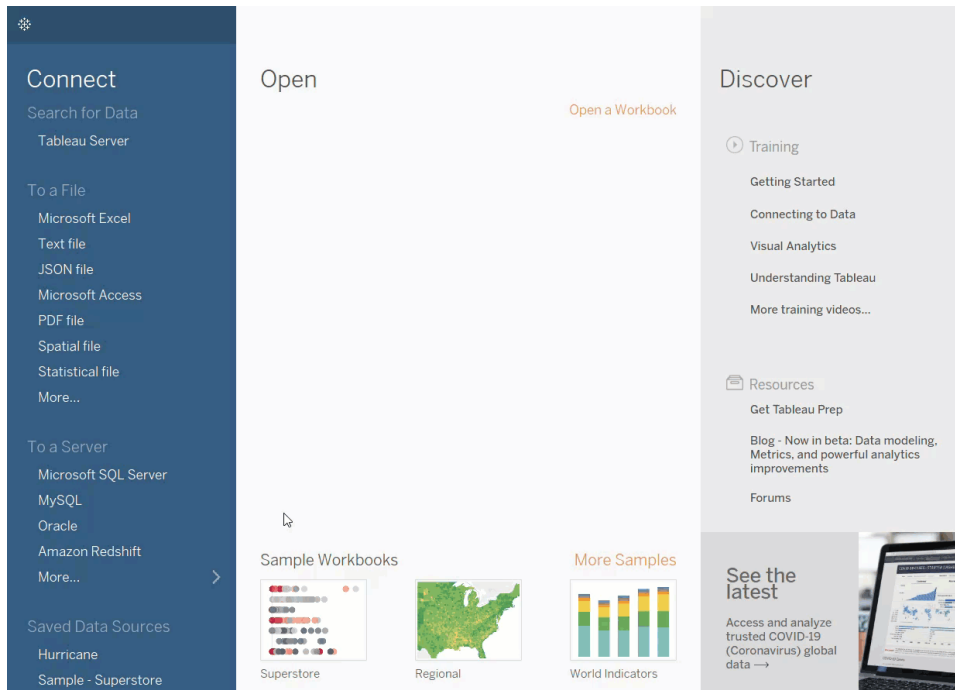 Connect
Search for Data
Tableau Server
To a File
Microsoft Excel
Text file
JSON file
Microsoft Access
PDF file
Spatial file
Statistical file
More...
To a Server
Microsoft SQL Server
MySQL
Oracle
Amazon Redshift
More...
Saved Data Sources
Hurricane
Sample - Superstore
Open
Open a Workbook
Sample Workbooks
More Samples
Superstore
Regional
World Indicators
Discover
Training
Getting Started
Connecting to Data
Visual Analytics
Understanding Tableau
More training videos...
Resources
Get Tableau Prep
Blog - Now in beta: Data modeling,
Metrics, and powerful analytics
improvements
Forums
See the
latest
Access and analyze
trusted COVID-19
(Coronavirus) global
data →